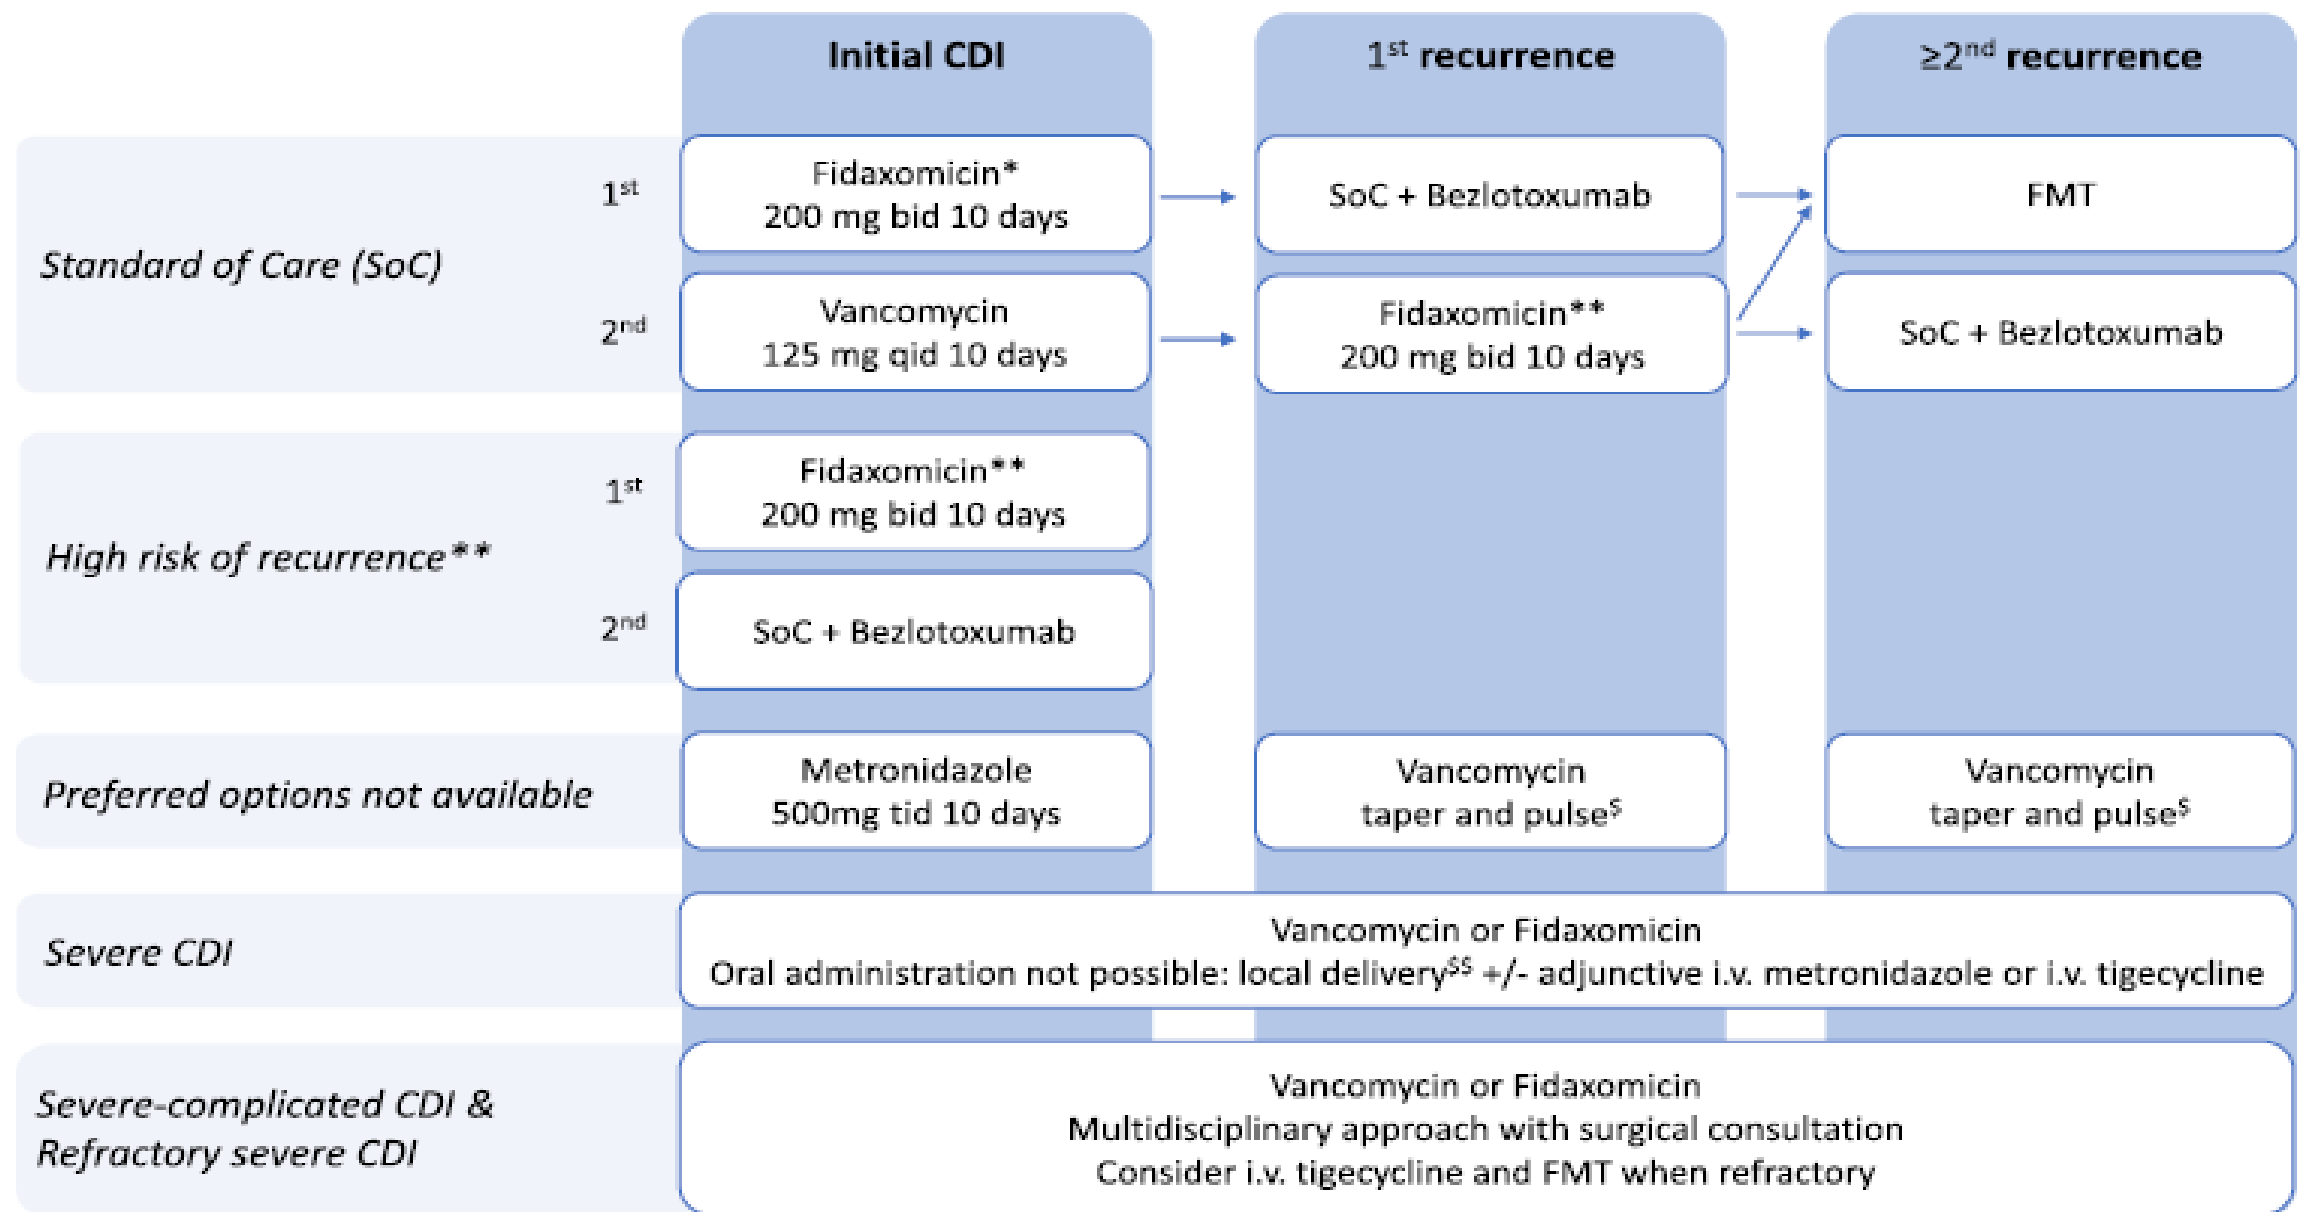 Initial CDI
1st recurrence
≥2nd recurrence
Standard of Care (SoC)
1st
Fidaxomicin*
200 mg bid 10 days
SoC + Bezlotoxumab
FMT
2nd
Vancomycin
125 mg qid 10 days
Fidaxomicin**
200 mg bid 10 days
SoC + Bezlotoxumab
High risk of recurrence**
1st
Fidaxomicin**
200 mg bid 10 days
2nd
SoC + Bezlotoxumab
Preferred options not available
Metronidazole
500mg tid 10 days
Vancomycin
taper and pulse$
Vancomycin
taper and pulse$
Severe CDI
Vancomycin or Fidaxomicin
Oral administration not possible: local delivery$$ +/- adjunctive i.v. metronidazole or i.v. tigecycline
Severe-complicated CDI &
Refractory severe CDI
Vancomycin or Fidaxomicin
Multidisciplinary approach with surgical consultation
Consider i.v. tigecycline and FMT when refractory